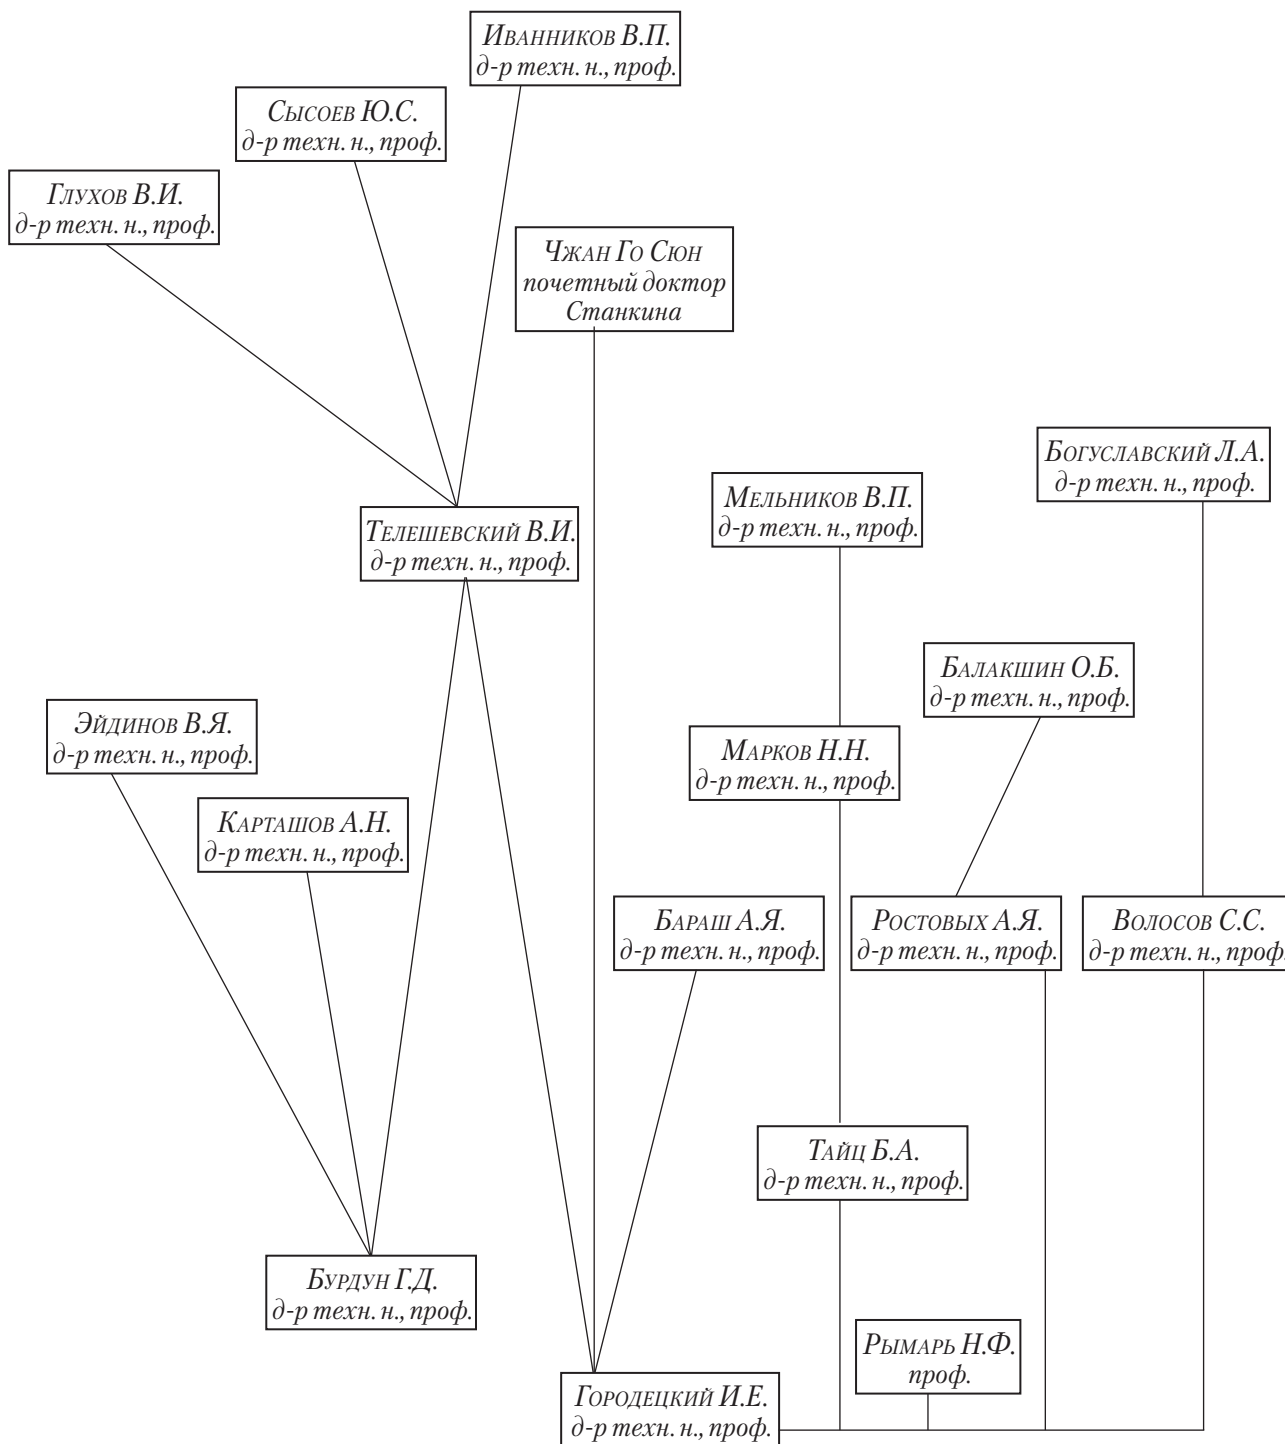 Иванников В.П.
д-р техн. н., проф.
Сысоев Ю.С.
д-р техн. н., проф.
Глухов В.И.
д-р техн. н., проф.
Чжан Го Сюн
почетный доктор
Станкина
Богуславский Л.А.
д-р техн. н., проф.
Мельников В.П.
д-р техн. н., проф.
Телешевский В.И.
д-р техн. н., проф.
Балакшин О.Б.
д-р техн. н., проф.
Эйдинов В.Я.
д-р техн. н., проф.
Марков Н.Н.
д-р техн. н., проф.
Карташов А.Н.
д-р техн. н., проф.
Бараш А.Я.
д-р техн. н., проф.
Ростовых А.Я.
д-р техн. н., проф.
Волосов С.С.
д-р техн. н., проф.
Тайц Б.А.
д-р техн. н., проф.
Бурдун Г.Д.
д-р техн. н., проф.
Рымарь Н.Ф.
проф.
Городецкий И.Е.
д-р техн. н., проф.